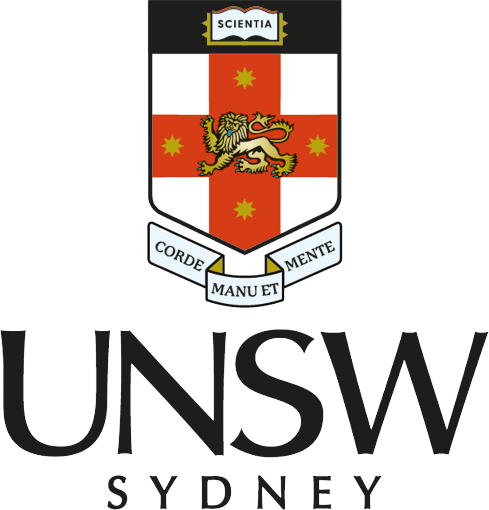 SCIENTIA
CORDE
MANU ET
MENTE
UNSW
SYDNEY